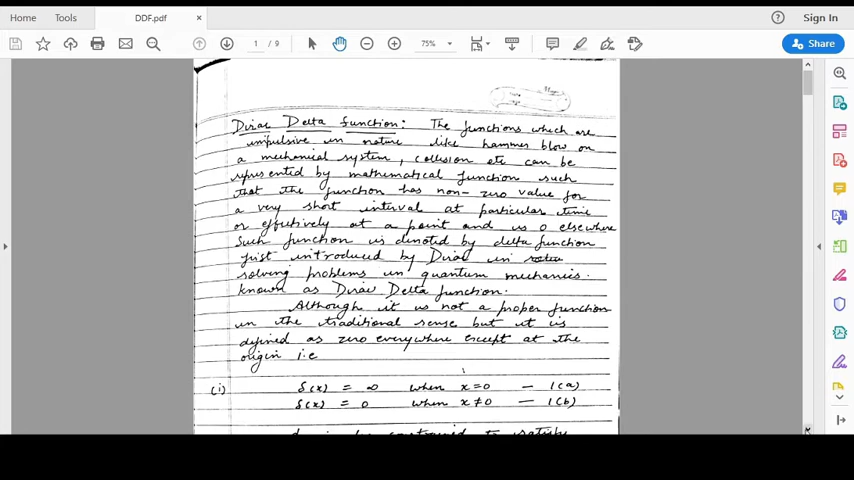 Home Tools DDF.pdf × Sign In
1 / 9 75% Share
Dirac Delta function: The functions which are
impulsive in nature like hammer blow on
a mechanical system, collision etc can be
represented by mathematical function such
that the function has non-zero value for
a very short interval at particular time
or effectively at a point and is 0 elsewhere
Such function is denoted by delta function
first introduced by Dirac in
solving problems in quantum mechanics.
known as Dirac Delta function.
Although it is not a proper function
in the traditional sense but it is
defined as zero everywhere except at the
origin i.e
(i) δ(x) = ∞ when x=0 — 1(a)
δ(x) = 0 when x≠0 — 1(b)
constrained to satisfy